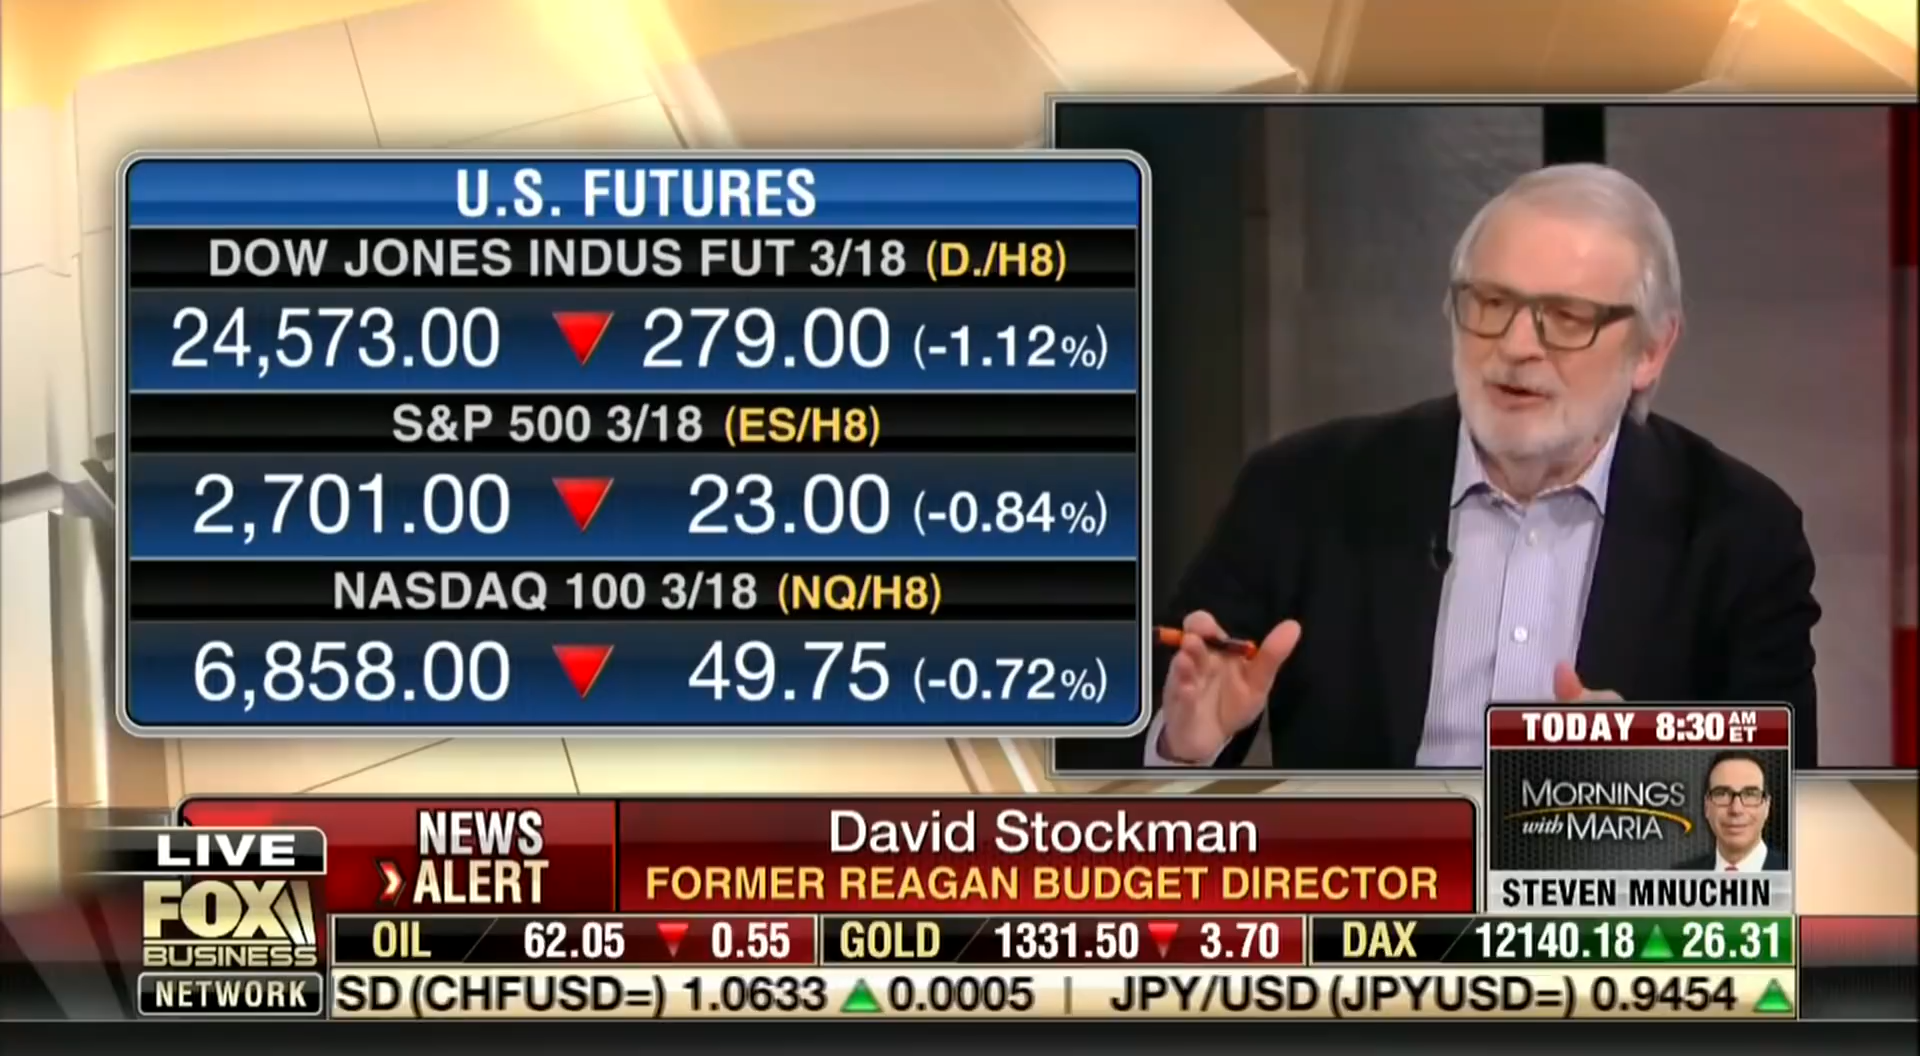 U.S. FUTURES
DOW JONES INDUS FUT 3/18 (D./H8)
24,573.00 ▼ 279.00 (-1.12%)
S&P 500 3/18 (ES/H8)
2,701.00 ▼ 23.00 (-0.84%)
NASDAQ 100 3/18 (NQ/H8)
6,858.00 ▼ 49.75 (-0.72%)
TODAY 8:30 AM ET
MORNINGS
with MARIA
STEVEN MNUCHIN
NEWS
ALERT
David Stockman
FORMER REAGAN BUDGET DIRECTOR
LIVE
FOX
BUSINESS
NETWORK
OIL 62.05 ▼ 0.55 GOLD 1331.50 ▼ 3.70 DAX 12140.18 ▲ 26.31
SD (CHFUSD=) 1.0633 ▲ 0.0005 | JPY/USD (JPYUSD=) 0.9454 ▲